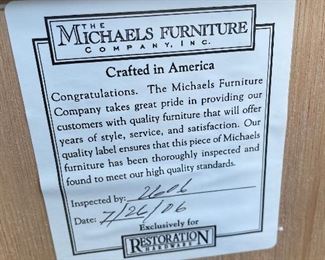 THE
MICHAELS FURNITURE
COMPANY, INC.
Crafted in America
Congratulations. The Michaels Furniture
Company takes great pride in providing our
customers with quality furniture that will offer
years of style, service, and satisfaction. Our
quality label ensures that this piece of Michaels
furniture has been thoroughly inspected and
found to meet our high quality standards.
Inspected by: 2606
Date: 7/26/06
Exclusively for
RESTORATION
HARDWARE